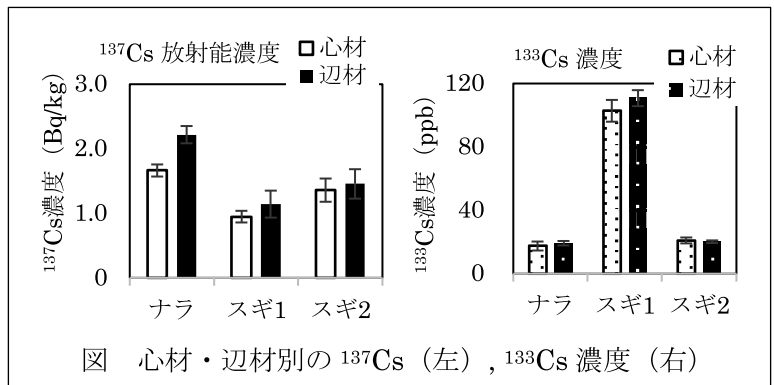 ¹³⁷Cs 放射能濃度
心材
辺材
¹³⁷Cs濃度（Bq/kg）
3.0
2.0
1.0
0
ナラ スギ1 スギ2
¹³³Cs 濃度
心材
辺材
¹³³Cs濃度（ppb）
120
80
40
0
ナラ スギ1 スギ2
図　心材・辺材別の ¹³⁷Cs（左）, ¹³³Cs 濃度（右）